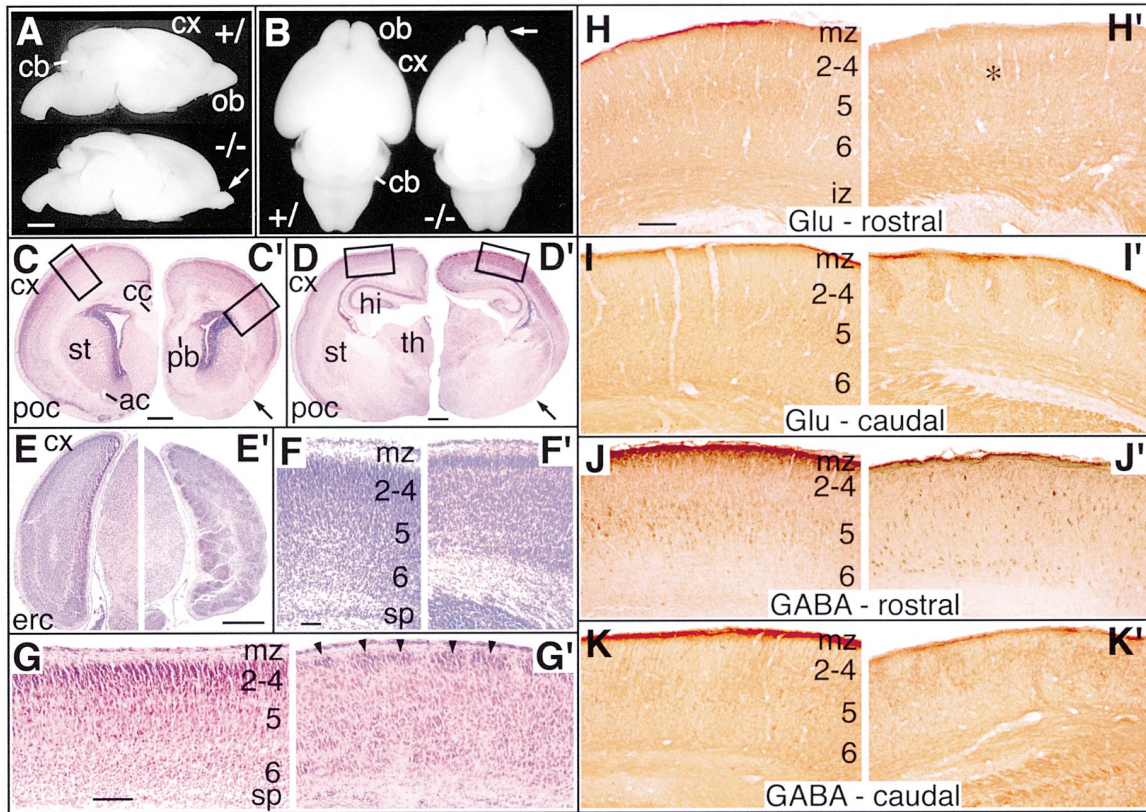 A
cx
+/
cb
ob
-/-
B
ob
cx
cb
+/
-/-
C
C'
cx
cc
st
pb
ac
poc
D
D'
cx
hi
st
th
poc
E
cx
E'
erc
F
F'
mz
2-4
5
6
sp
G
G'
mz
2-4
5
6
sp
H
H'
mz
2-4
*
5
6
iz
Glu - rostral
I
I'
mz
2-4
5
6
Glu - caudal
J
J'
mz
2-4
5
6
GABA - rostral
K
K'
mz
2-4
5
6
GABA - caudal